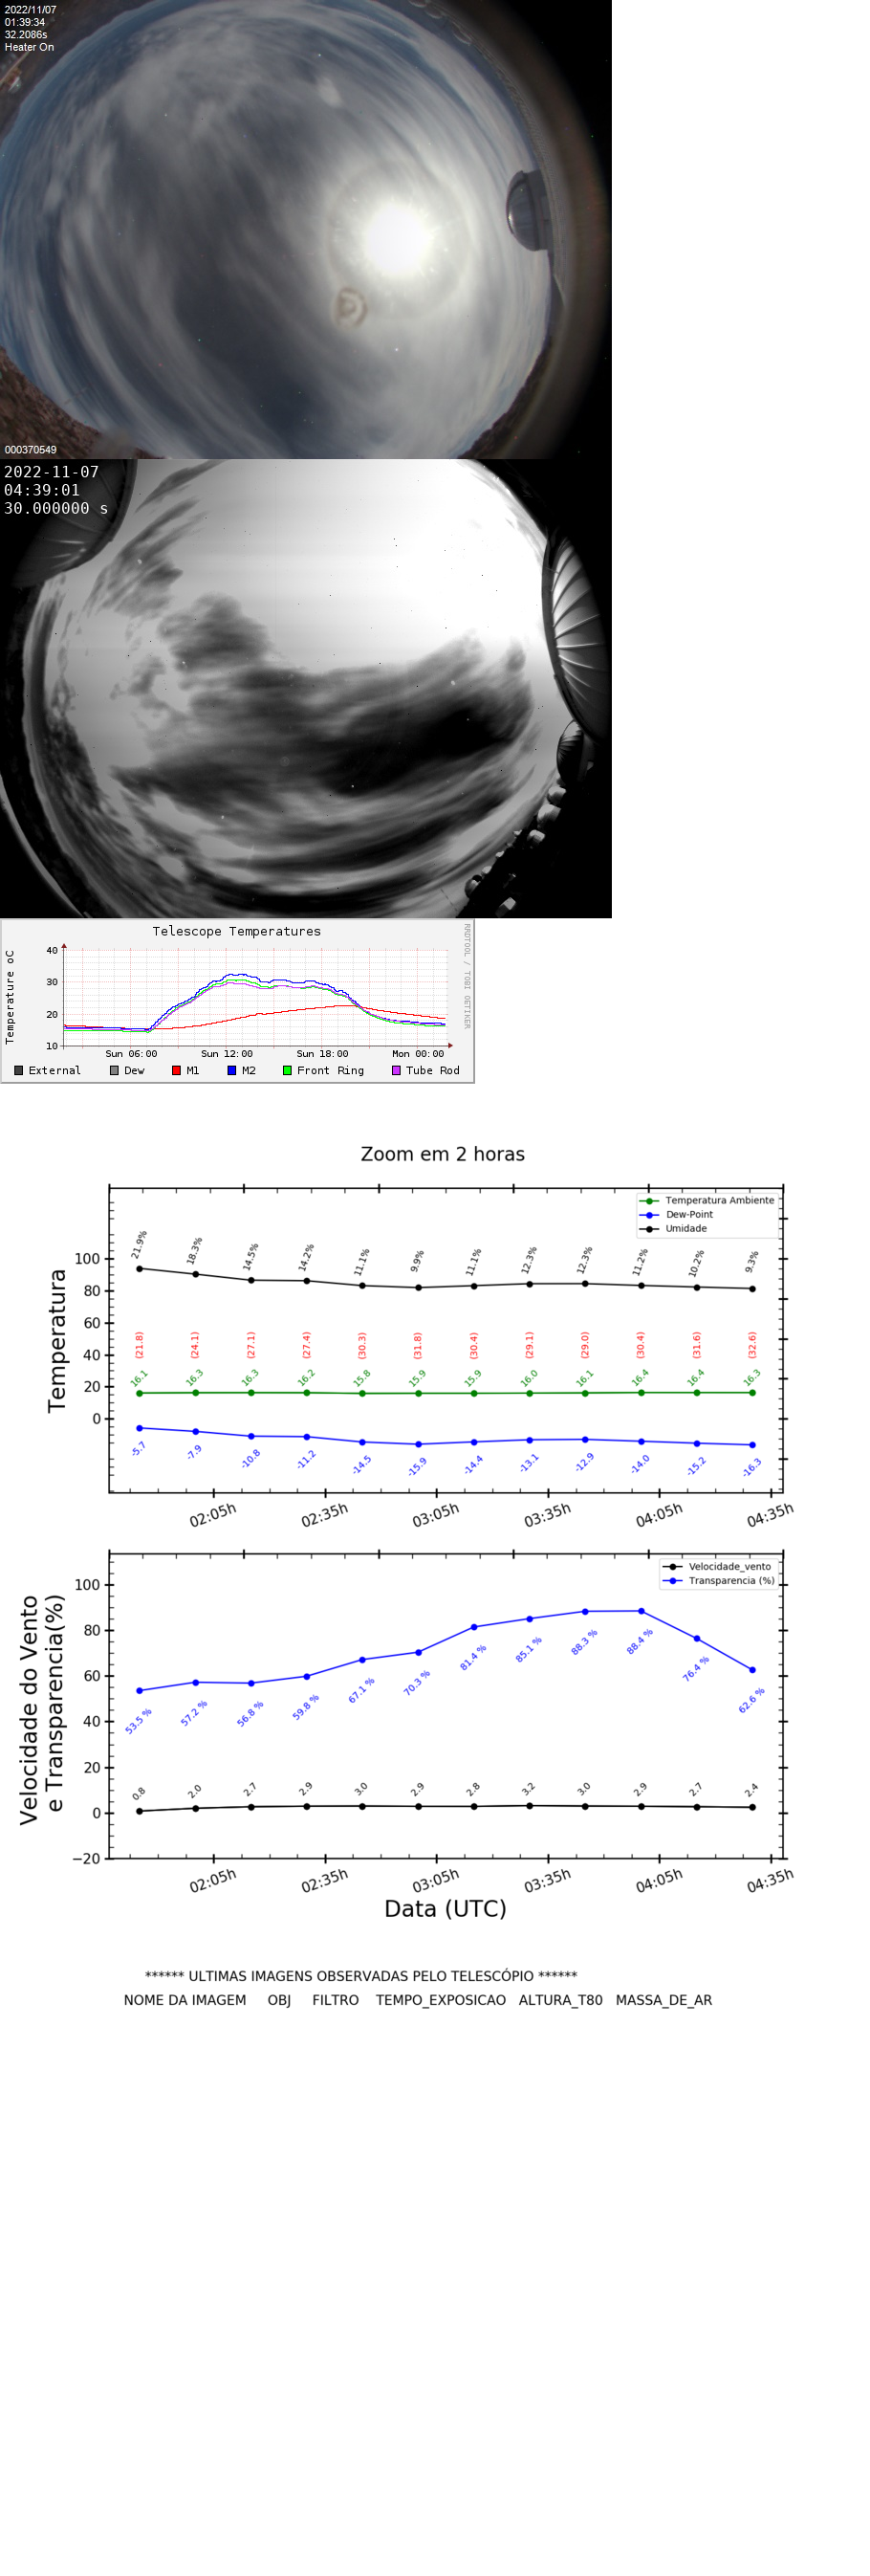 2022/11/07
01:39:34
32.2086s
Heater On
000370549
2022-11-07
04:39:01
30.000000 s
Telescope Temperatures
RRDTOOL / TOBI OETIKER
Temperature oC
40
30
20
10
Sun 06:00 Sun 12:00 Sun 18:00 Mon 00:00
External Dew M1 M2 Front Ring Tube Rod
Zoom em 2 horas
Temperatura Ambiente
Dew-Point
Umidade
Temperatura
100
80
60
40
20
0
21.9% 18.3% 14.5% 14.2% 11.1% 9.9% 11.1% 12.3% 12.3% 11.2% 10.2% 9.3%
(21.8) (24.1) (27.1) (27.4) (30.3) (31.8) (30.4) (29.1) (29.0) (30.4) (31.6) (32.6)
16.1 16.3 16.3 16.2 15.8 15.9 15.9 16.0 16.1 16.4 16.4 16.3
-5.7 -7.9 -10.8 -11.2 -14.5 -15.9 -14.4 -13.1 -12.9 -14.0 -15.2 -16.3
02:05h 02:35h 03:05h 03:35h 04:05h 04:35h
Velocidade_vento
Transparencia (%)
Velocidade do Vento
e Transparencia(%)
100
80
60
40
20
0
−20
53.5 % 57.2 % 56.8 % 59.8 % 67.1 % 70.3 % 81.4 % 85.1 % 88.3 % 88.4 % 76.4 % 62.6 %
0.8 2.0 2.7 2.9 3.0 2.9 2.8 3.2 3.0 2.9 2.7 2.4
02:05h 02:35h 03:05h 03:35h 04:05h 04:35h
Data (UTC)
****** ULTIMAS IMAGENS OBSERVADAS PELO TELESCÓPIO ******
NOME DA IMAGEM OBJ FILTRO TEMPO_EXPOSICAO ALTURA_T80 MASSA_DE_AR